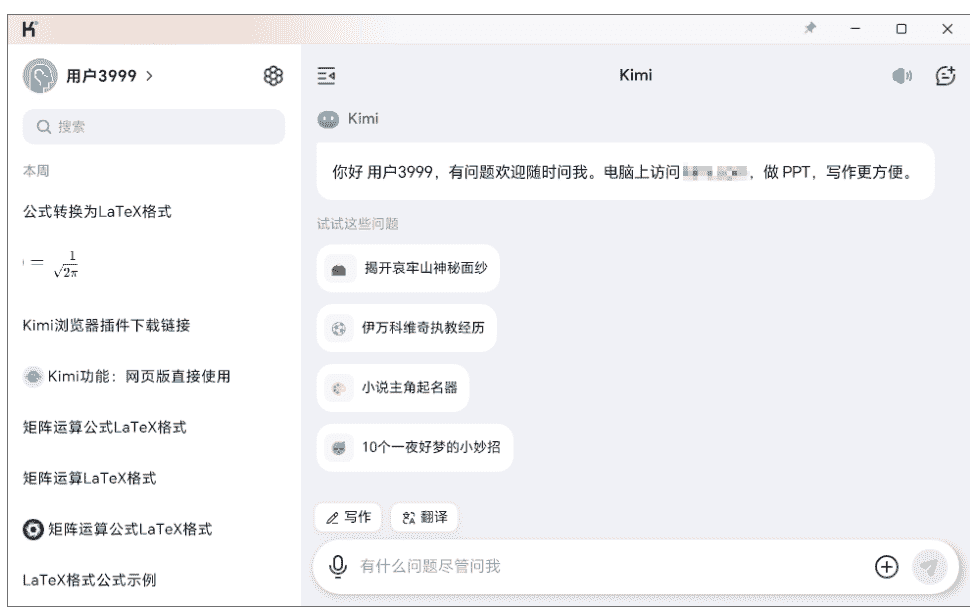 K
用户3999
Kimi
搜索
Kimi
本周
你好 用户3999，有问题欢迎随时问我。电脑上访问，做 PPT，写作更方便。
公式转换为LaTeX格式
试试这些问题
= 1/√2π
揭开哀牢山神秘面纱
Kimi浏览器插件下载链接
伊万科维奇执教经历
Kimi功能：网页版直接使用
小说主角起名器
矩阵运算公式LaTeX格式
10个一夜好梦的小妙招
矩阵运算LaTeX格式
写作
翻译
矩阵运算公式LaTeX格式
有什么问题尽管问我
LaTeX格式公式示例